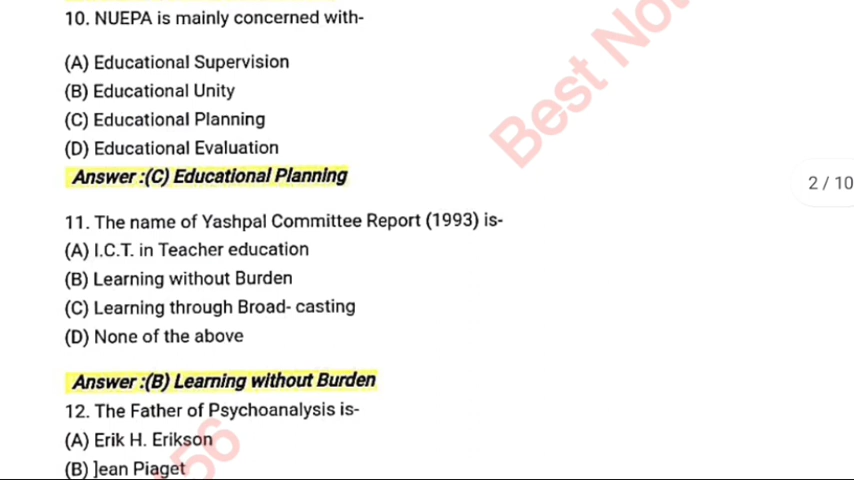 10. NUEPA is mainly concerned with-
(A) Educational Supervision
(B) Educational Unity
(C) Educational Planning
(D) Educational Evaluation
Answer :(C) Educational Planning
2 / 10
11. The name of Yashpal Committee Report (1993) is-
(A) I.C.T. in Teacher education
(B) Learning without Burden
(C) Learning through Broad- casting
(D) None of the above
Answer :(B) Learning without Burden
12. The Father of Psychoanalysis is-
(A) Erik H. Erikson
(B) ]ean Piaget
Best
56